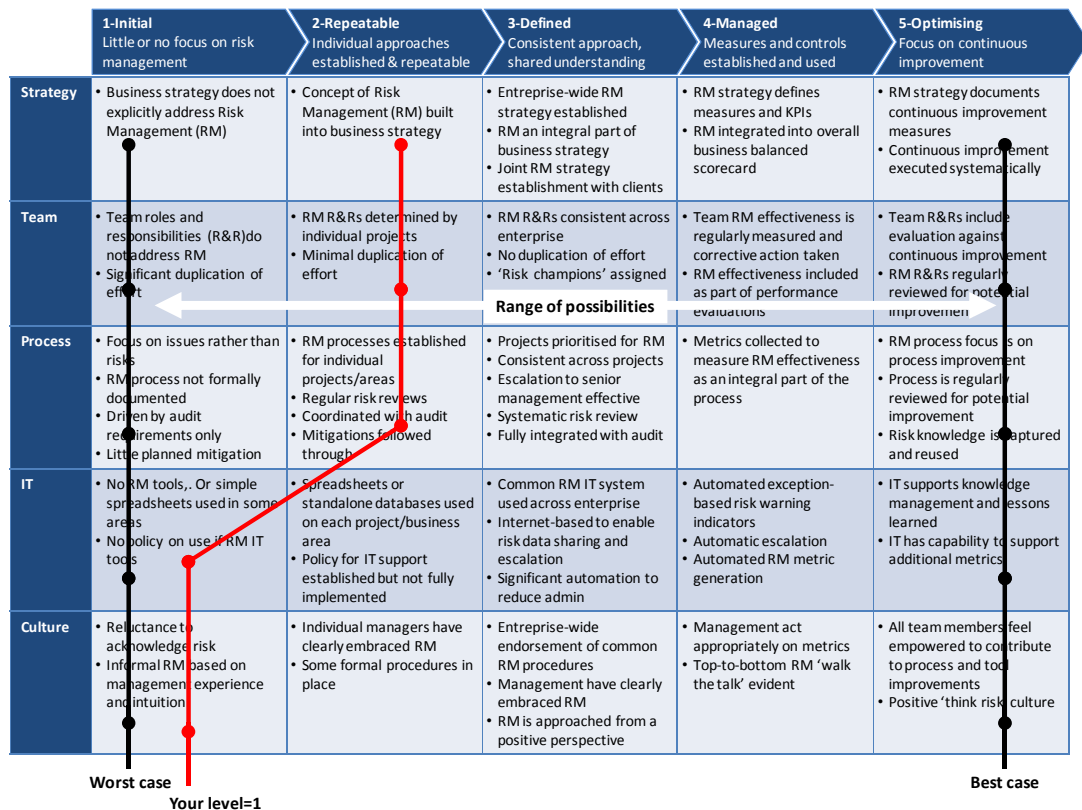 1-Initial
Little or no focus on risk
management
2-Repeatable
Individual approaches
established & repeatable
3-Defined
Consistent approach,
shared understanding
4-Managed
Measures and controls
established and used
5-Optimising
Focus on continuous
improvement
Strategy
• Business strategy does not
explicitly address Risk
Management (RM)
• Concept of Risk
Management (RM) built
into business strategy
• Entreprise-wide RM
strategy established
• RM an integral part of
business strategy
• Joint RM strategy
establishment with clients
• RM strategy defines
measures and KPIs
• RM integrated into overall
business balanced
scorecard
• RM strategy documents
continuous improvement
measures
• Continuous improvement
executed systematically
Team
• Team roles and
responsibilities (R&R)do
not address RM
• Significant duplication of
effort
• RM R&Rs determined by
individual projects
• Minimal duplication of
effort
• RM R&Rs consistent across
enterprise
• No duplication of effort
• ‘Risk champions’ assigned
• Team RM effectiveness is
regularly measured and
corrective action taken
• RM effectiveness included
as part of performance
evaluations
• Team R&Rs include
evaluation against
continuous improvement
• RM R&Rs regularly
reviewed for potential
improvement
Range of possibilities
Process
• Focus on issues rather than
risks
• RM process not formally
documented
• Driven by audit
requirements only
• Little planned mitigation
• RM processes established
for individual
projects/areas
• Regular risk reviews
• Coordinated with audit
• Mitigations followed
through
• Projects prioritised for RM
• Consistent across projects
• Escalation to senior
management effective
• Systematic risk review
• Fully integrated with audit
• Metrics collected to
measure RM effectiveness
as an integral part of the
process
• RM process focus is on
process improvement
• Process is regularly
reviewed for potential
improvement
• Risk knowledge is captured
and reused
IT
• No RM tools,. Or simple
spreadsheets used in some
areas
• No policy on use if RM IT
tools
• Spreadsheets or
standalone databases used
on each project/business
area
• Policy for IT support
established but not fully
implemented
• Common RM IT system
used across enterprise
• Internet-based to enable
risk data sharing and
escalation
• Significant automation to
reduce admin
• Automated exception-
based risk warning
indicators
• Automatic escalation
• Automated RM metric
generation
• IT supports knowledge
management and lessons
learned
• IT has capability to support
additional metrics
Culture
• Reluctance to
acknowledge risk
• Informal RM based on
management experience
and intuition
• Individual managers have
clearly embraced RM
• Some formal procedures in
place
• Entreprise-wide
endorsement of common
RM procedures
• Management have clearly
embraced RM
• RM is approached from a
positive perspective
• Management act
appropriately on metrics
• Top-to-bottom RM ‘walk
the talk’ evident
• All team members feel
empowered to contribute
to process and tool
improvements
• Positive ‘think risk’ culture
Worst case
Your level=1
Best case